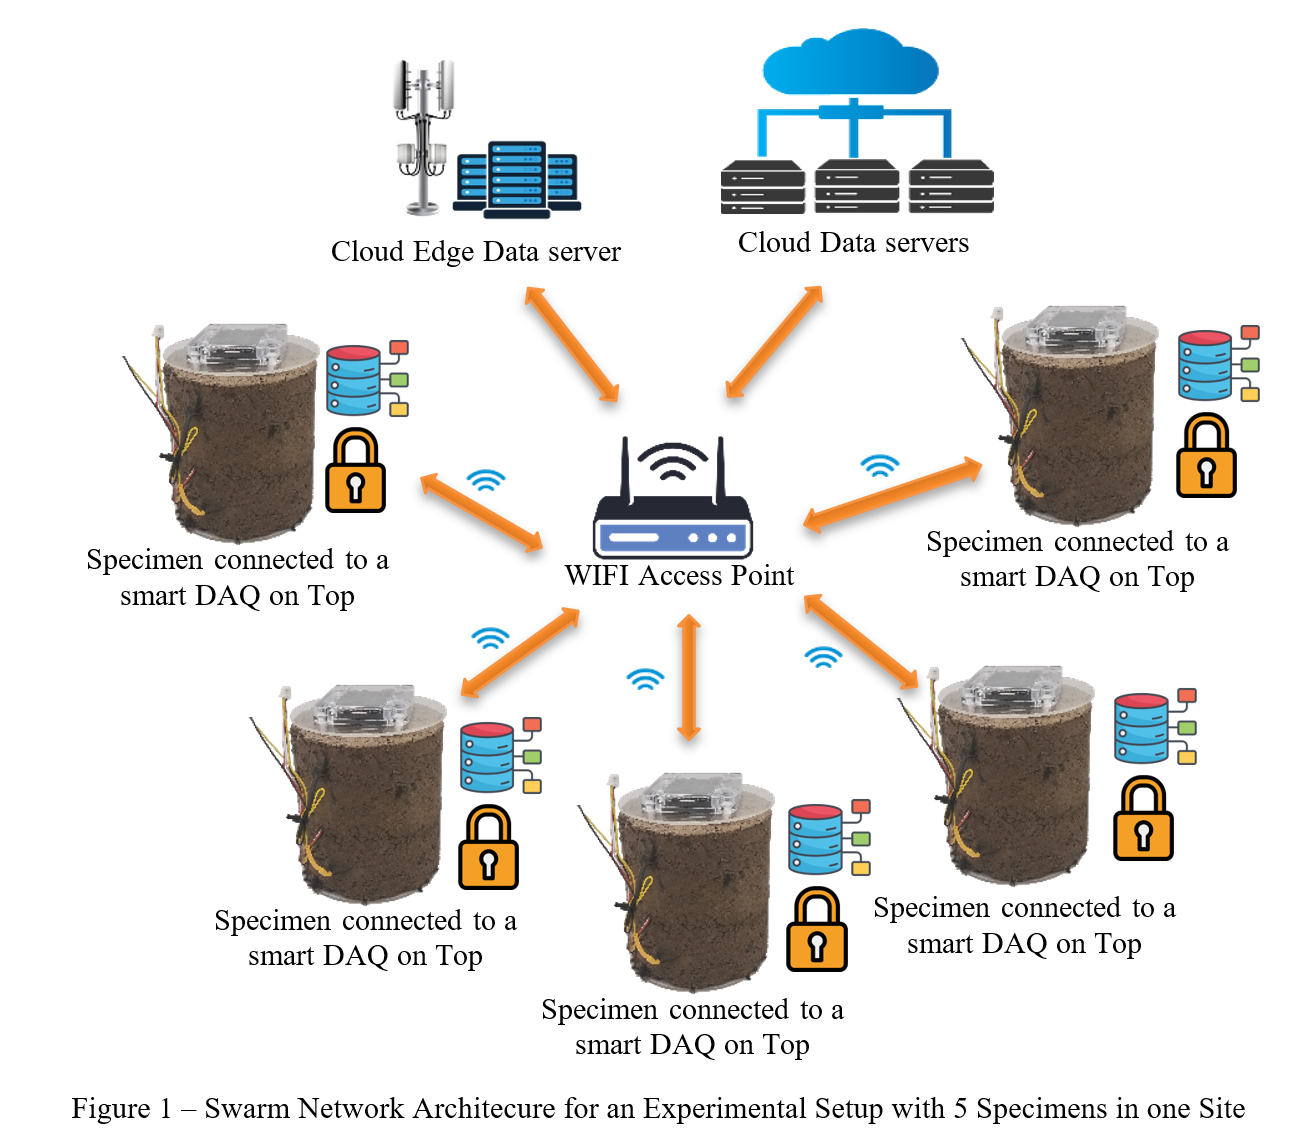 Cloud Edge Data server
Cloud Data servers
Specimen connected to a
smart DAQ on Top
WIFI Access Point
Specimen connected to a
smart DAQ on Top
Specimen connected to a
smart DAQ on Top
Specimen connected to a
smart DAQ on Top
Specimen connected to a
smart DAQ on Top
Figure 1 – Swarm Network Architecure for an Experimental Setup with 5 Specimens in one Site